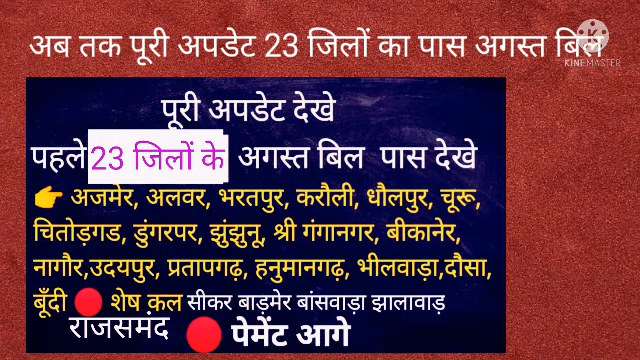 अब तक पूरी अपडेट 23 जिलों का पास अगस्त बिल
KINEMASTER
पूरी अपडेट देखे
पहले 23 जिलों के अगस्त बिल पास देखे
👉 अजमेर, अलवर, भरतपुर, करौली, धौलपुर, चूरू,
चितोड़गड, डुंगरपर, झुंझुनू, श्री गंगानगर, बीकानेर,
नागौर,उदयपुर, प्रतापगढ़, हनुमानगढ़, भीलवाड़ा,दौसा,
बूँदी 🔴 शेष कल सीकर बाड़मेर बांसवाड़ा झालावाड़
राजसमंद 🔴 पेमेंट आगे